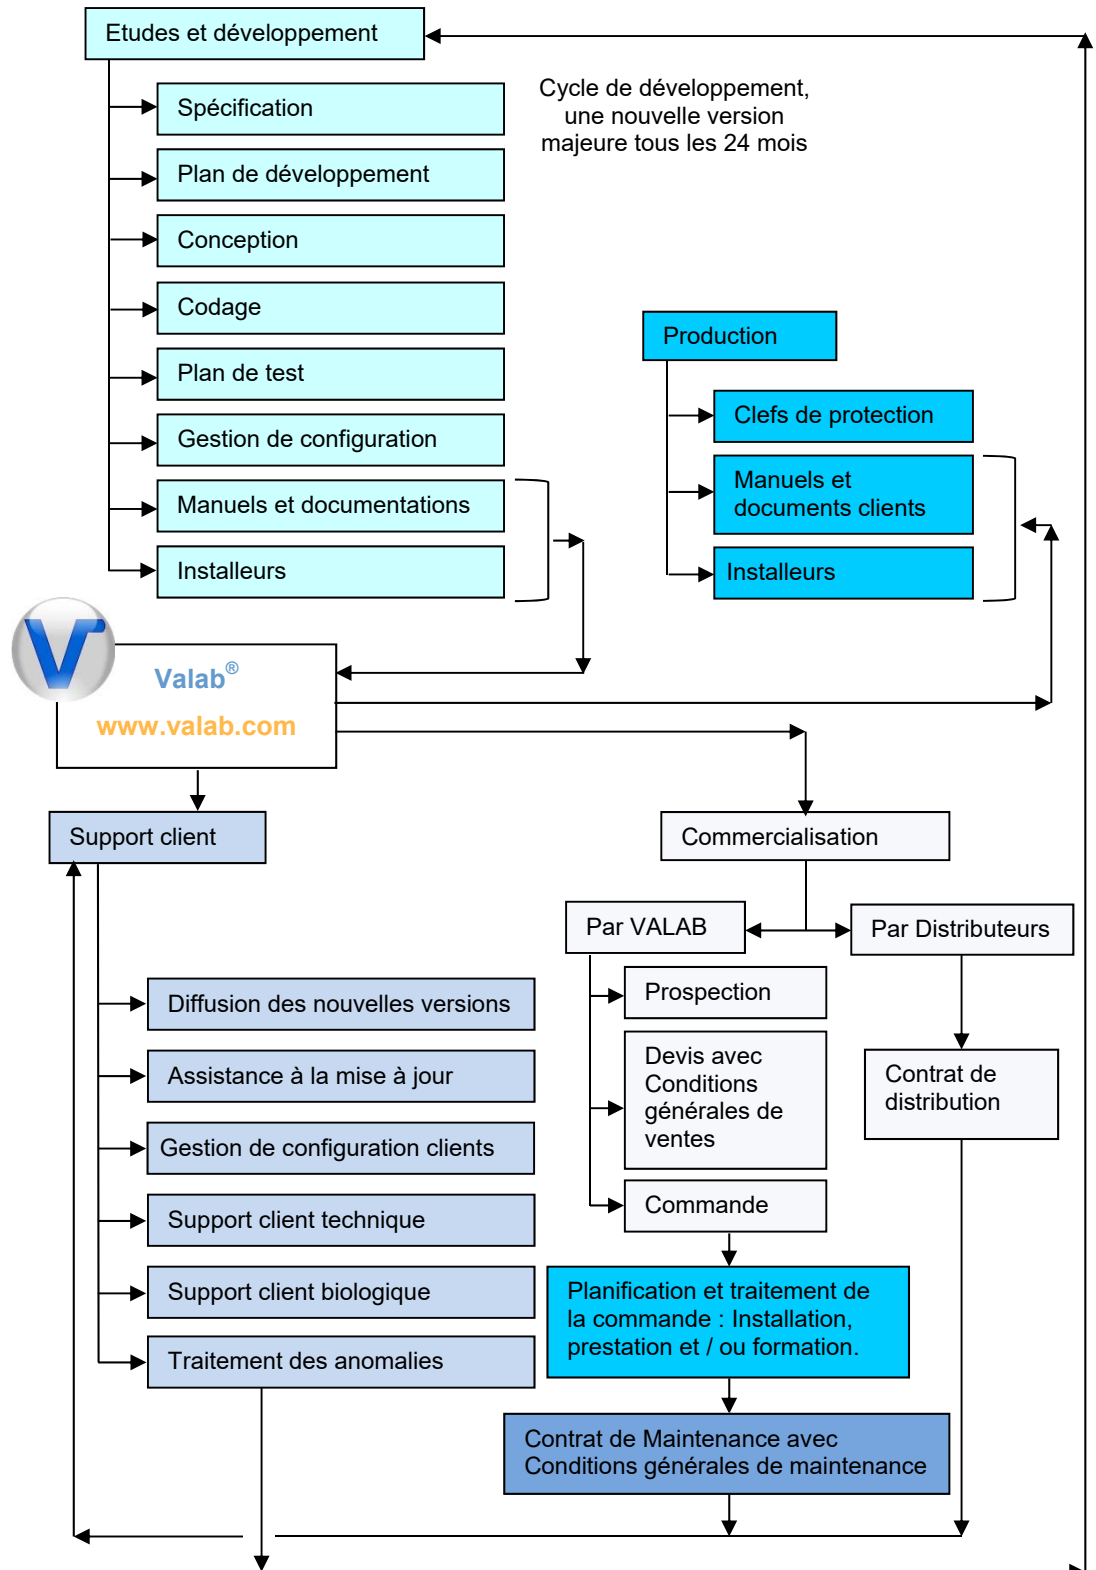 Etudes et développement
Cycle de développement,
une nouvelle version
majeure tous les 24 mois
Spécification
Plan de développement
Conception
Codage
Plan de test
Gestion de configuration
Manuels et documentations
Installeurs
Production
Clefs de protection
Manuels et
documents clients
Installeurs
Valab®
www.valab.com
Support client
Diffusion des nouvelles versions
Assistance à la mise à jour
Gestion de configuration clients
Support client technique
Support client biologique
Traitement des anomalies
Commercialisation
Par VALAB
Prospection
Devis avec
Conditions
générales de
ventes
Commande
Par Distributeurs
Contrat de
distribution
Planification et traitement de
la commande : Installation,
prestation et / ou formation.
Contrat de Maintenance avec
Conditions générales de maintenance